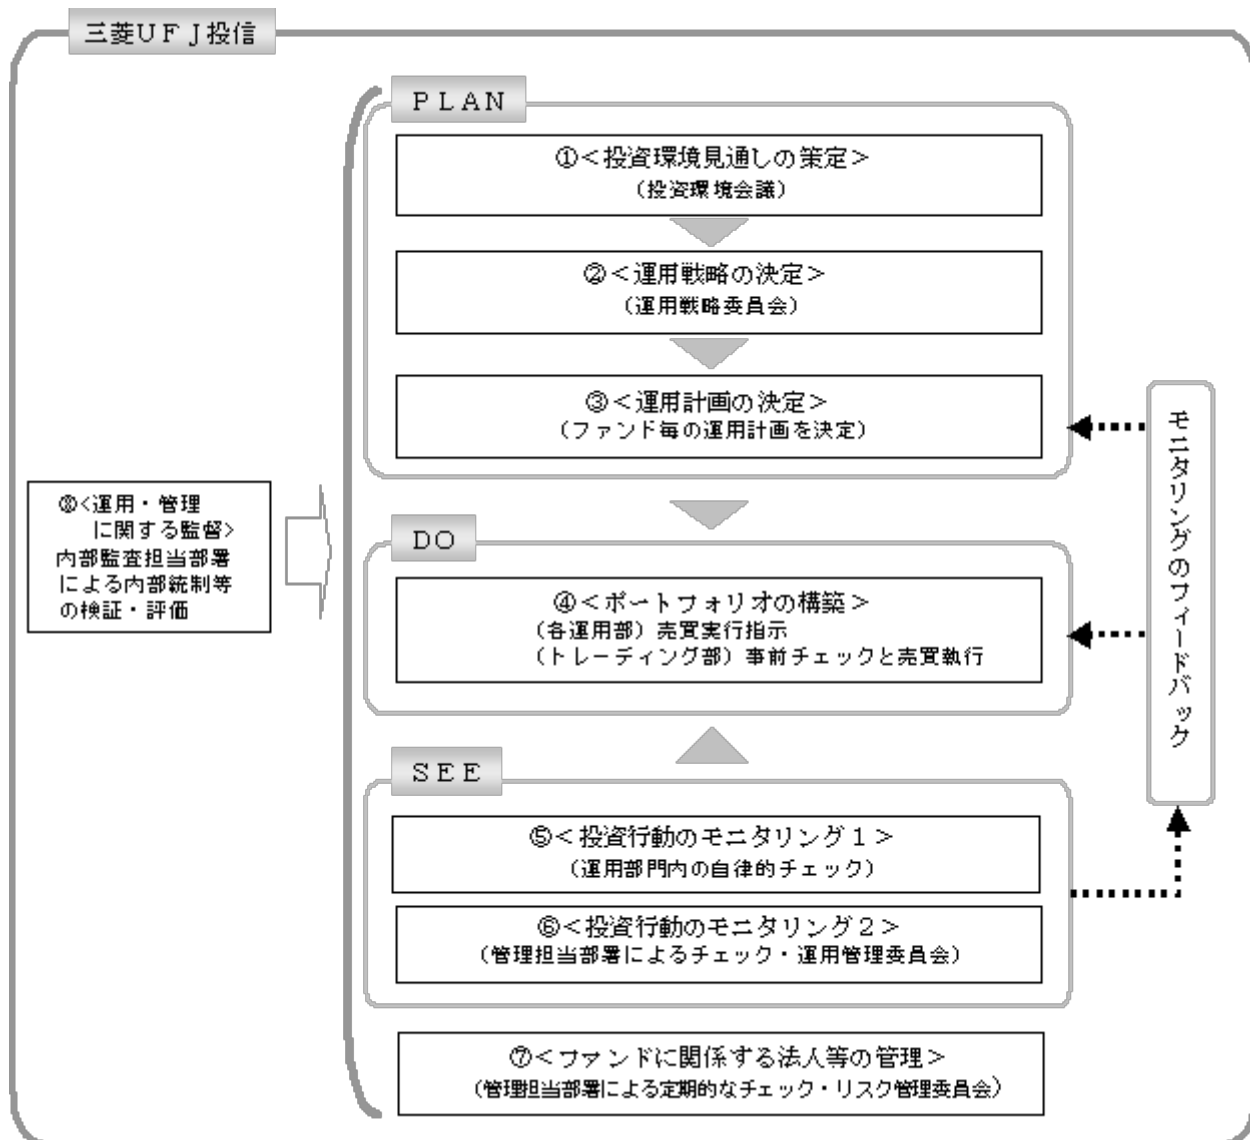 三菱ＵＦＪ投信
ＰＬＡＮ
①＜投資環境見通しの策定＞
（投資環境会議）
②＜運用戦略の決定＞
（運用戦略委員会）
③＜運用計画の決定＞
（ファンド毎の運用計画を決定）
モニタリングのフィードバック
⑧<運用・管理
に関する監督>
内部監査担当部署
による内部統制等
の検証・評価
ＤＯ
④＜ポートフォリオの構築＞
（各運用部）売買実行指示
（トレーディング部）事前チェックと売買執行
ＳＥＥ
⑤＜投資行動のモニタリング１＞
（運用部門内の自律的チェック）
⑥＜投資行動のモニタリング２＞
（管理担当部署によるチェック・運用管理委員会）
⑦＜ファンドに関係する法人等の管理＞
（管理担当部署による定期的なチェック・リスク管理委員会）